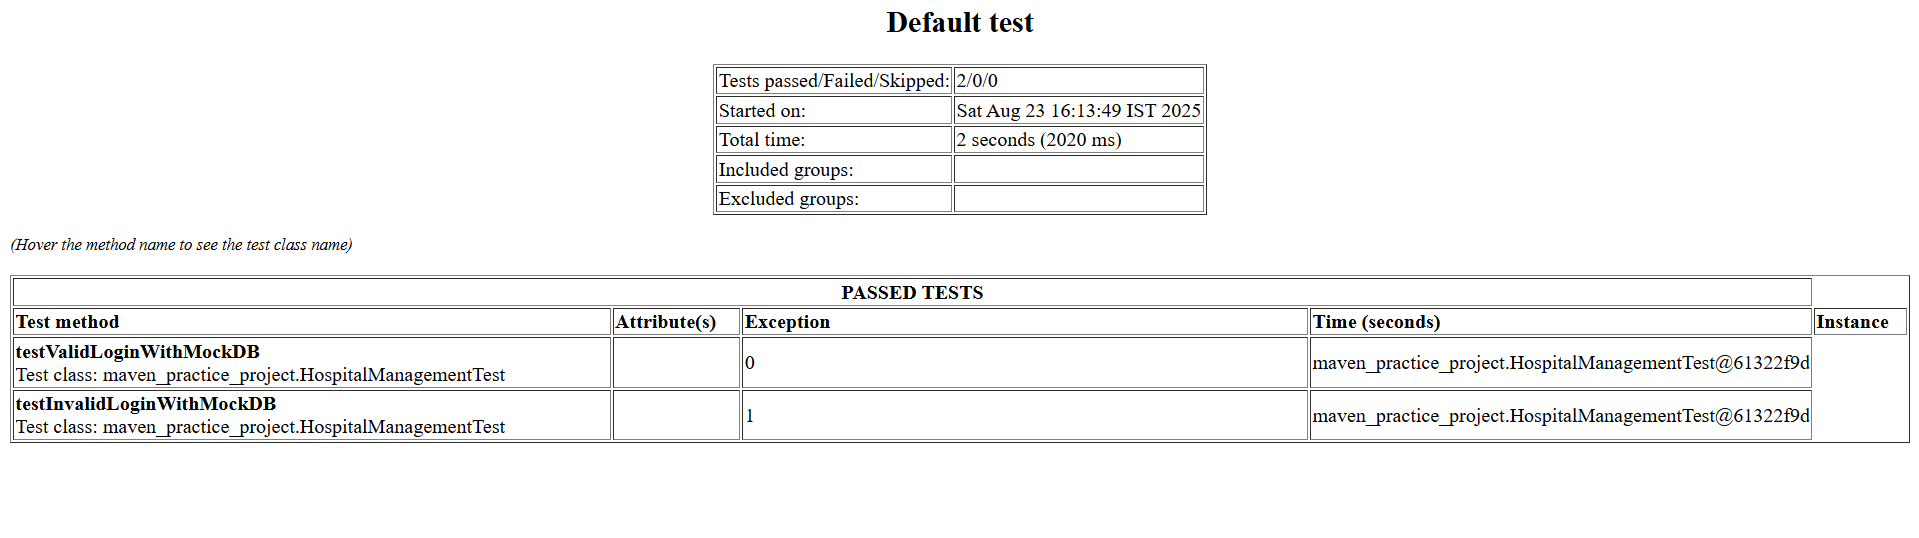 Default test
Tests passed/Failed/Skipped: 2/0/0
Started on: Sat Aug 23 16:13:49 IST 2025
Total time: 2 seconds (2020 ms)
Included groups:
Excluded groups:
(Hover the method name to see the test class name)
PASSED TESTS
Test method Attribute(s) Exception Time (seconds) Instance
testValidLoginWithMockDB
Test class: maven_practice_project.HospitalManagementTest 0 maven_practice_project.HospitalManagementTest@61322f9d
testInvalidLoginWithMockDB
Test class: maven_practice_project.HospitalManagementTest 1 maven_practice_project.HospitalManagementTest@61322f9d